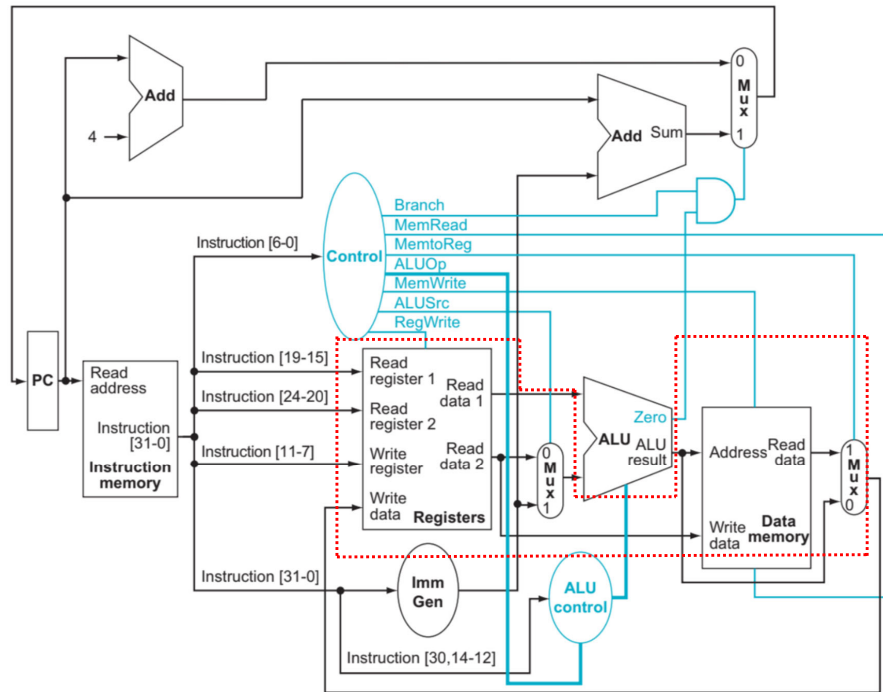 Add
4
Add Sum
0
Mux
1
Branch
MemRead
MemtoReg
ALUOp
MemWrite
ALUSrc
RegWrite
Control
Instruction [6-0]
Instruction [19-15]
Instruction [24-20]
Instruction [11-7]
Instruction [31-0]
Instruction [30,14-12]
PC
Read
address
Instruction
[31-0]
Instruction
memory
Read
register 1
Read
register 2
Write
register
Write
data
Read
data 1
Read
data 2
Registers
0
Mux
1
Zero
ALU
ALU
result
Address
Read
data
Write
data
Data
memory
1
Mux
0
Imm
Gen
ALU
control